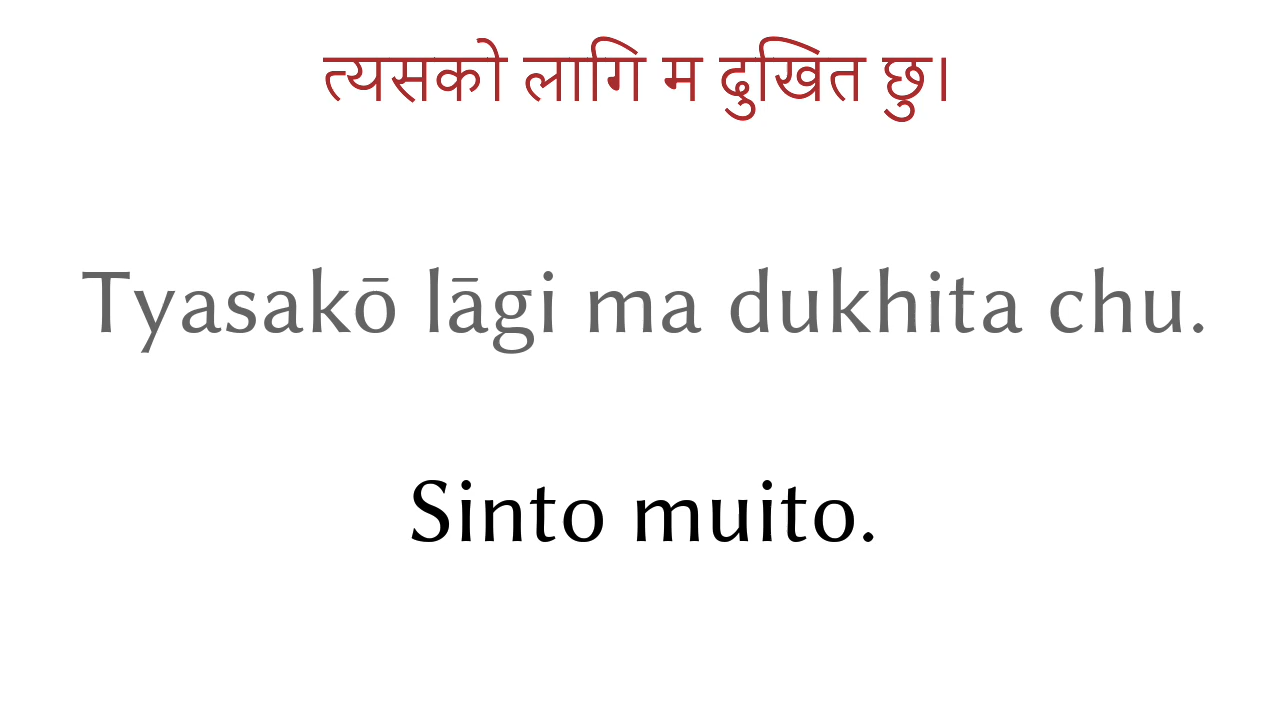 त्यसको लागि म दुखित छु।
Tyasakō lāgi ma dukhita chu.
Sinto muito.